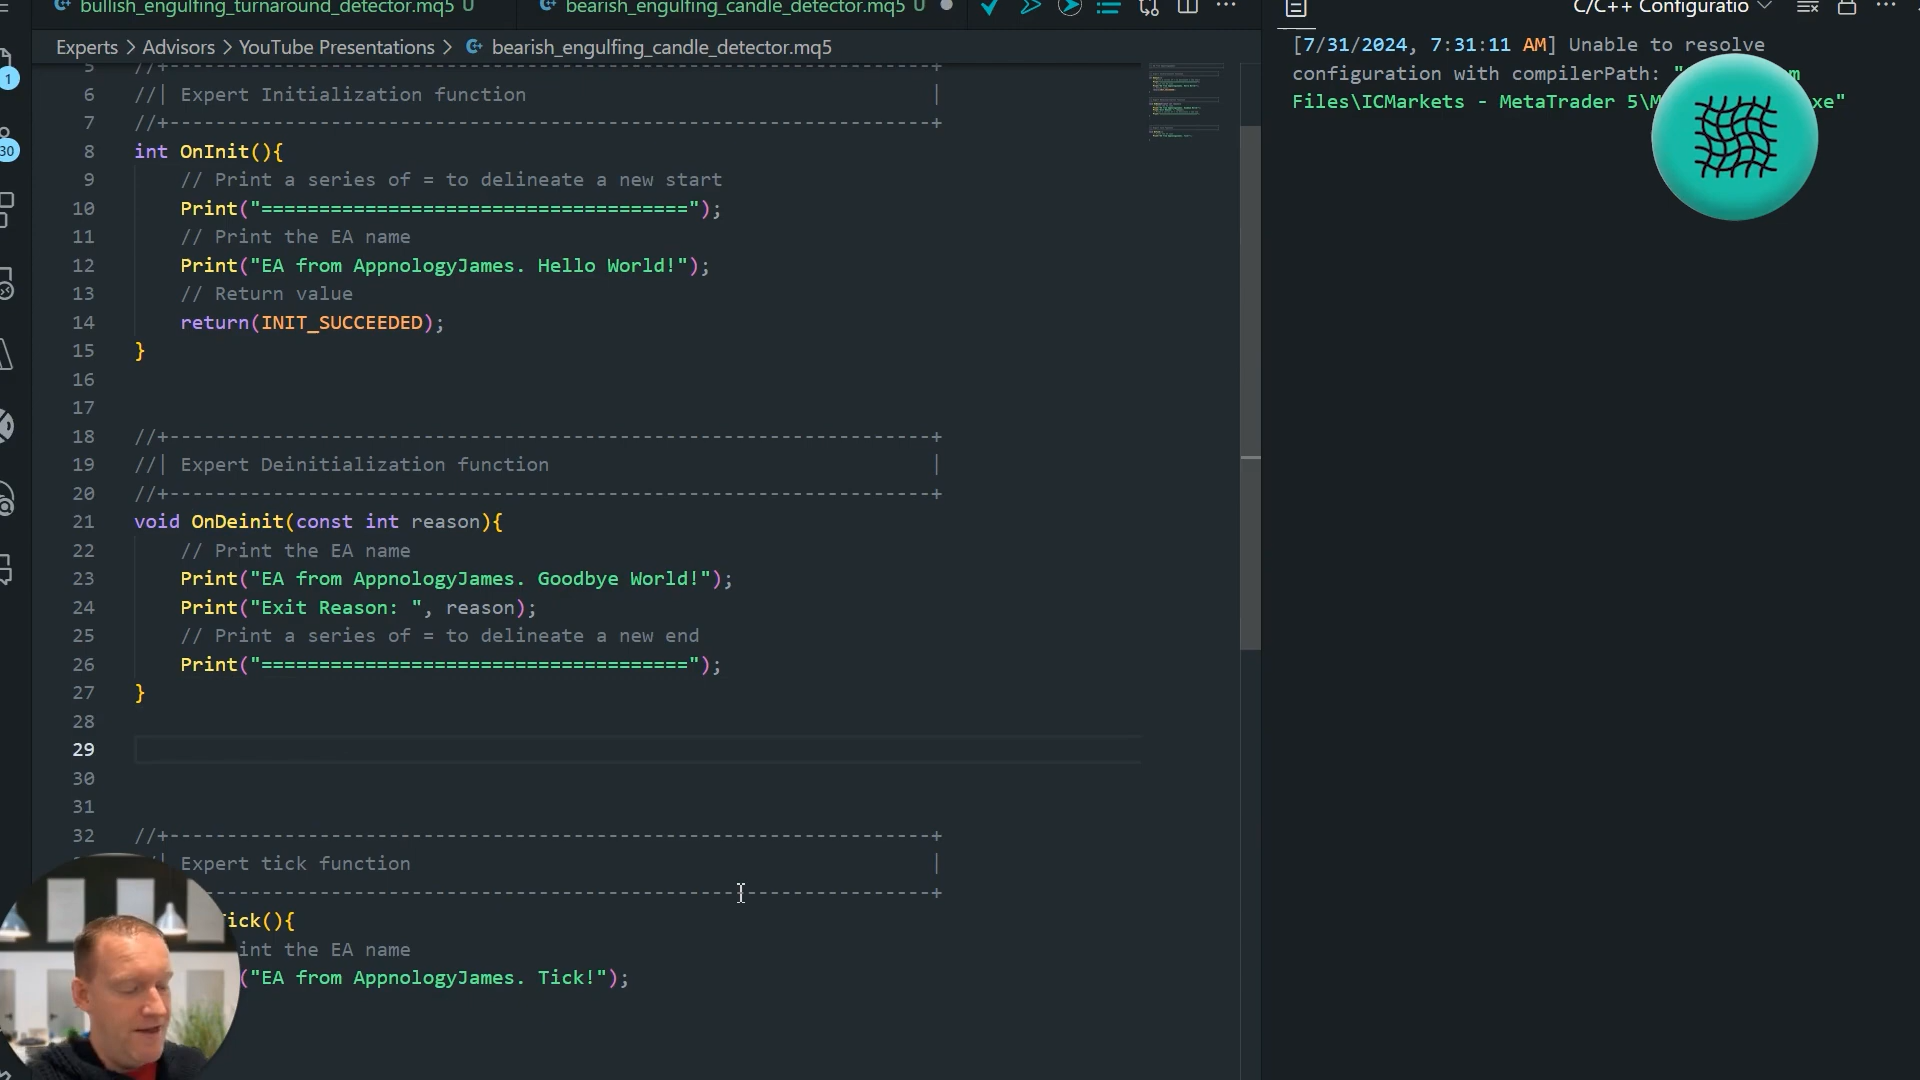 bullish_engulfing_turnaround_detector.mq5 U
bearish_engulfing_candle_detector.mq5 U
Experts > Advisors > YouTube Presentations > bearish_engulfing_candle_detector.mq5
5 //+------------------------------------------------------------------+
6 //| Expert Initialization function |
7 //+------------------------------------------------------------------+
8 int OnInit(){
9 // Print a series of = to delineate a new start
10 Print("=====================================");
11 // Print the EA name
12 Print("EA from AppnologyJames. Hello World!");
13 // Return value
14 return(INIT_SUCCEEDED);
15 }
16
17
18 //+------------------------------------------------------------------+
19 //| Expert Deinitialization function |
20 //+------------------------------------------------------------------+
21 void OnDeinit(const int reason){
22 // Print the EA name
23 Print("EA from AppnologyJames. Goodbye World!");
24 Print("Exit Reason: ", reason);
25 // Print a series of = to delineate a new end
26 Print("=====================================");
27 }
28
29
30
31
32 //+------------------------------------------------------------------+
| Expert tick function |
------------------------------------------------------------------+
Tick(){
int the EA name
("EA from AppnologyJames. Tick!");
1
30
C/C++ Configuratio
[7/31/2024, 7:31:11 AM] Unable to resolve
configuration with compilerPath: "
Files\ICMarkets - MetaTrader 5\M xe"